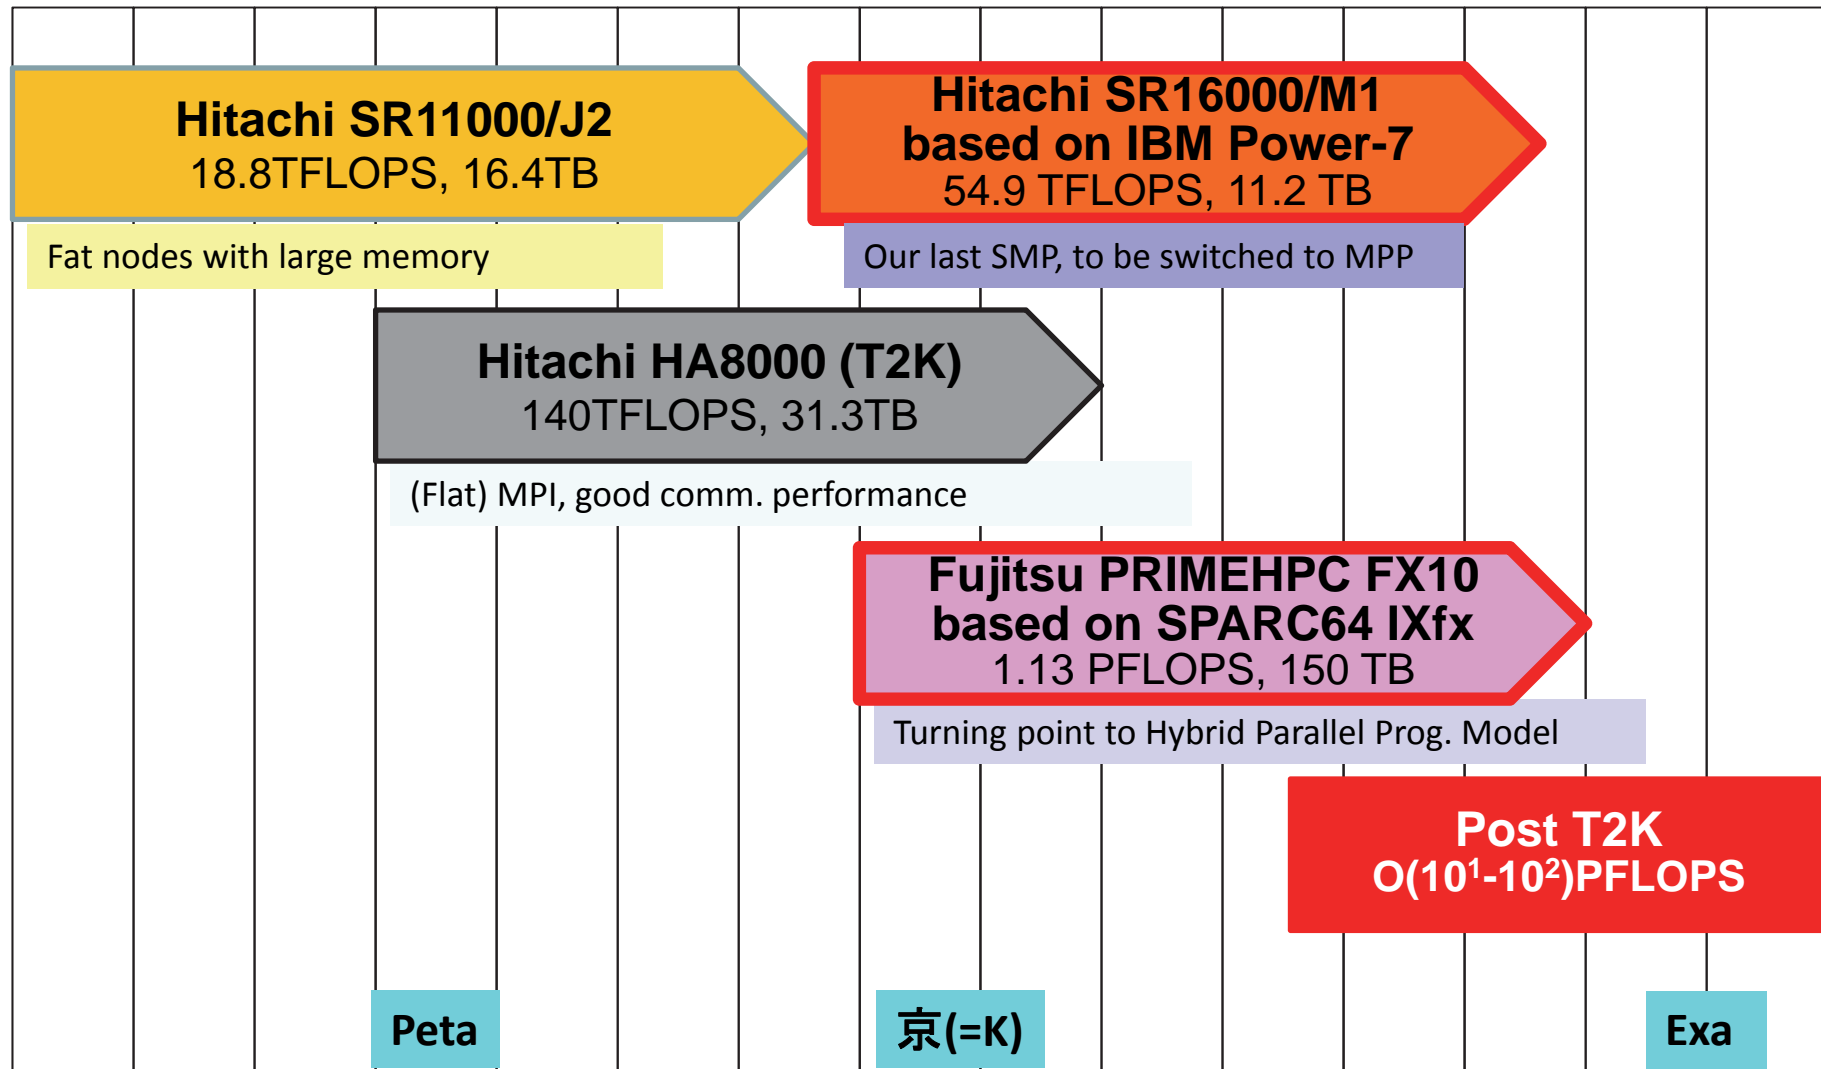 Hitachi SR11000/J2
18.8TFLOPS, 16.4TB
Fat nodes with large memory
Hitachi SR16000/M1
based on IBM Power-7
54.9 TFLOPS, 11.2 TB
Our last SMP, to be switched to MPP
Hitachi HA8000 (T2K)
140TFLOPS, 31.3TB
(Flat) MPI, good comm. performance
Fujitsu PRIMEHPC FX10
based on SPARC64 IXfx
1.13 PFLOPS, 150 TB
Turning point to Hybrid Parallel Prog. Model
Post T2K
O(10¹-10²)PFLOPS
Peta
京(=K)
Exa